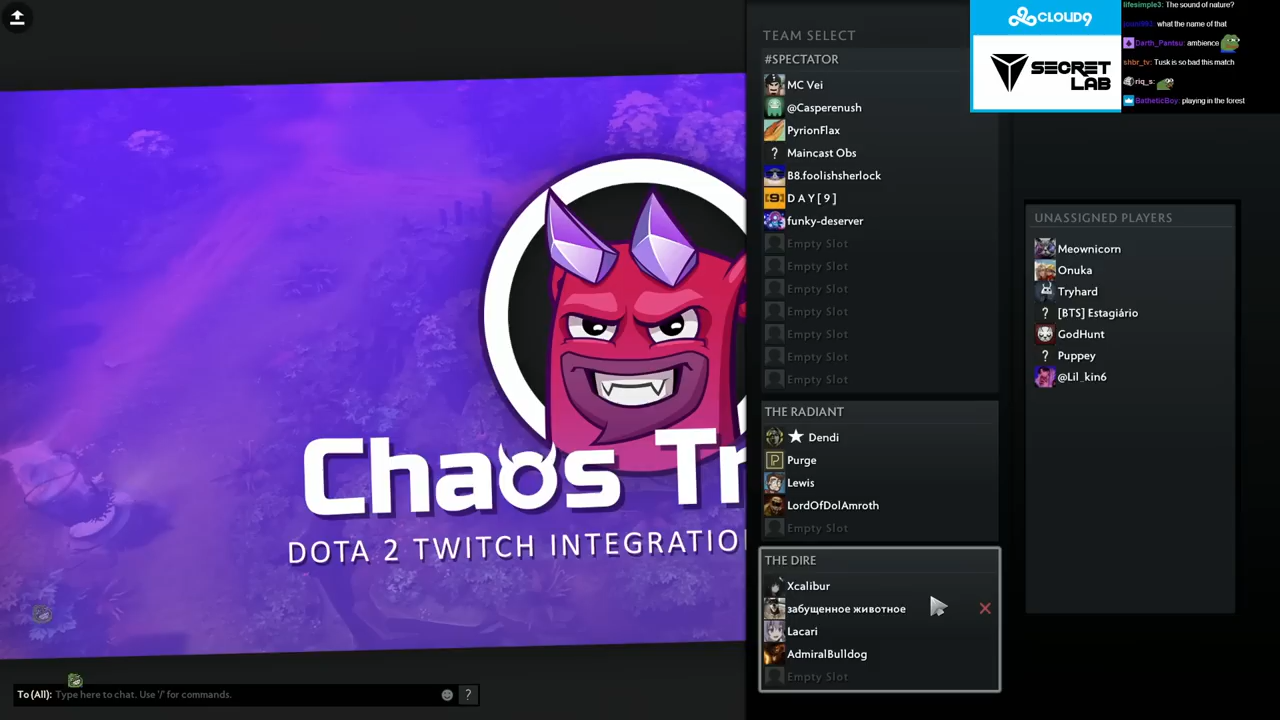 TEAM SELECT
#SPECTATOR
MC Vei
@Casperenush
PyrionFlax
? Maincast Obs
B8.foolishsherlock
(9) D A Y [ 9 ]
funky-deserver
Empty Slot
Empty Slot
Empty Slot
Empty Slot
Empty Slot
Empty Slot
Empty Slot
THE RADIANT
★ Dendi
P Purge
Lewis
LordOfDolAmroth
Empty Slot
THE DIRE
Xcalibur
забущенное животное
Lacari
AdmiralBulldog
Empty Slot
CLOUD9
SECRET
LAB
lifesimple3: The sound of nature?
what the name of that
Darth_Pantsu: ambience
shbr_tv: Tusk is so bad this match
riq_s:
BatheticBoy: playing in the forest
UNASSIGNED PLAYERS
Meownicorn
Onuka
Tryhard
? [BTS] Estagiário
GodHunt
? Puppey
@Lil_kin6
Chaos Tr
DOTA 2 TWITCH INTEGRATIO
To (All): Type here to chat. Use '/' for commands.
?